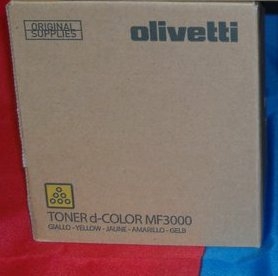 ORIGINAL
SUPPLIES
olivetti
TONER d-COLOR MF3000
GIALLO - YELLOW - JAUNE - AMARILLO - GELB